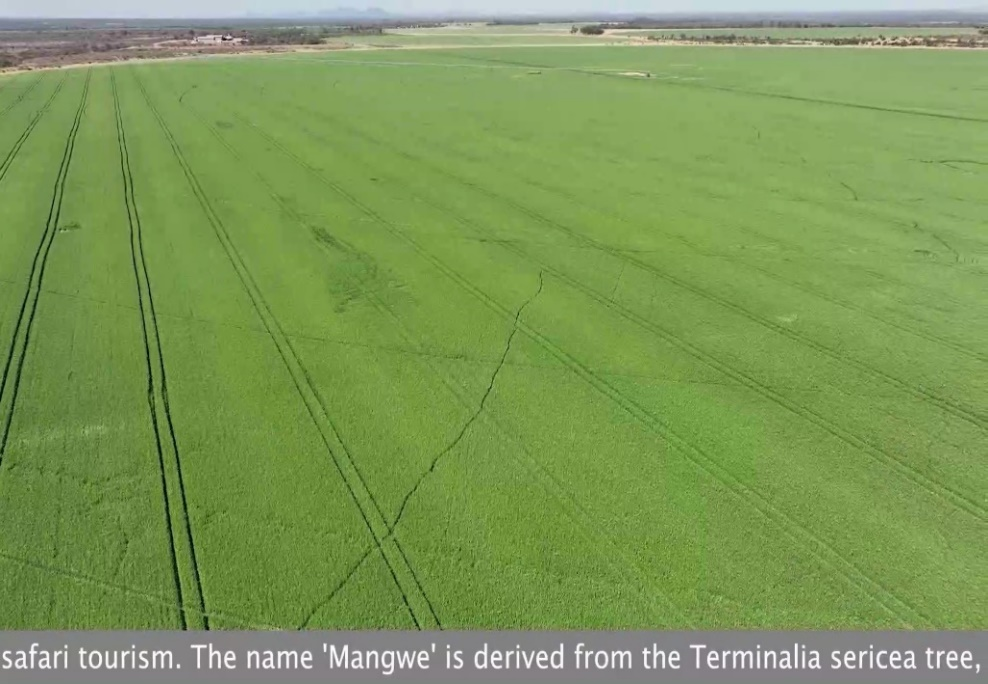 safari tourism. The name 'Mangwe' is derived from the Terminalia sericea tree,